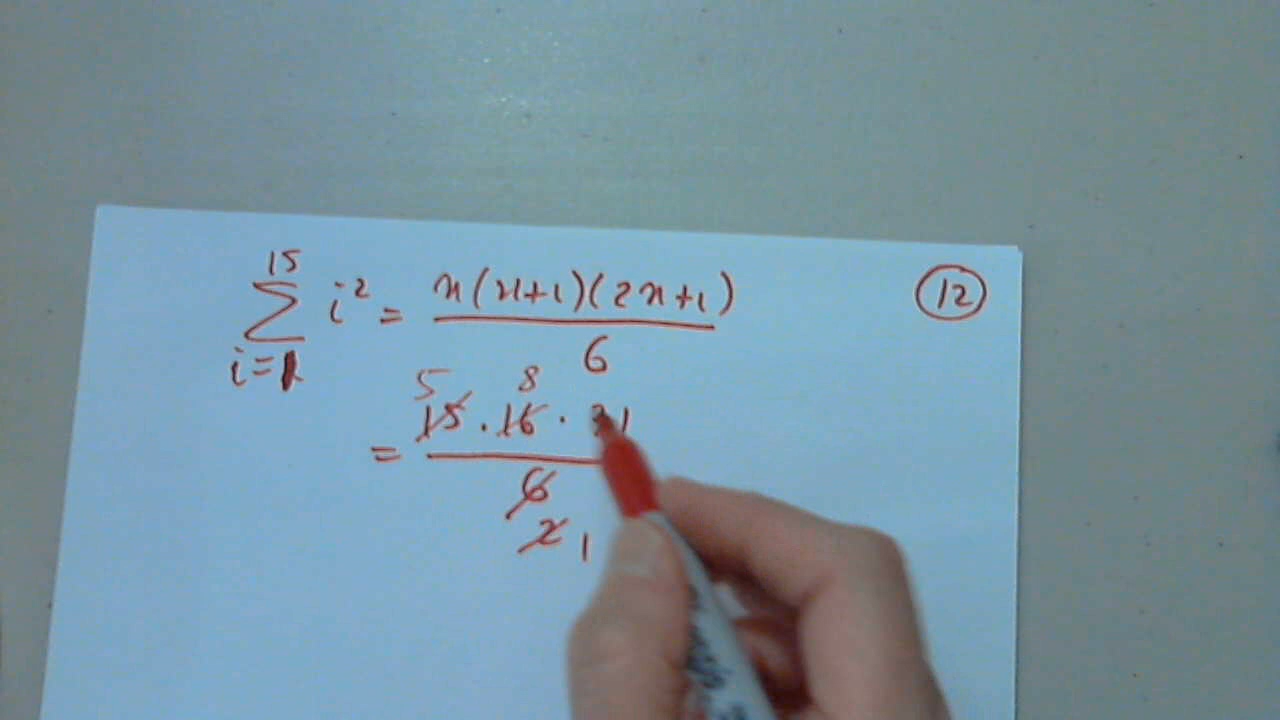 15
∑ i² = n(n+1)(2n+1) (12)
i=1 6
5 8
= 15 . 16 . 31
6
2 1